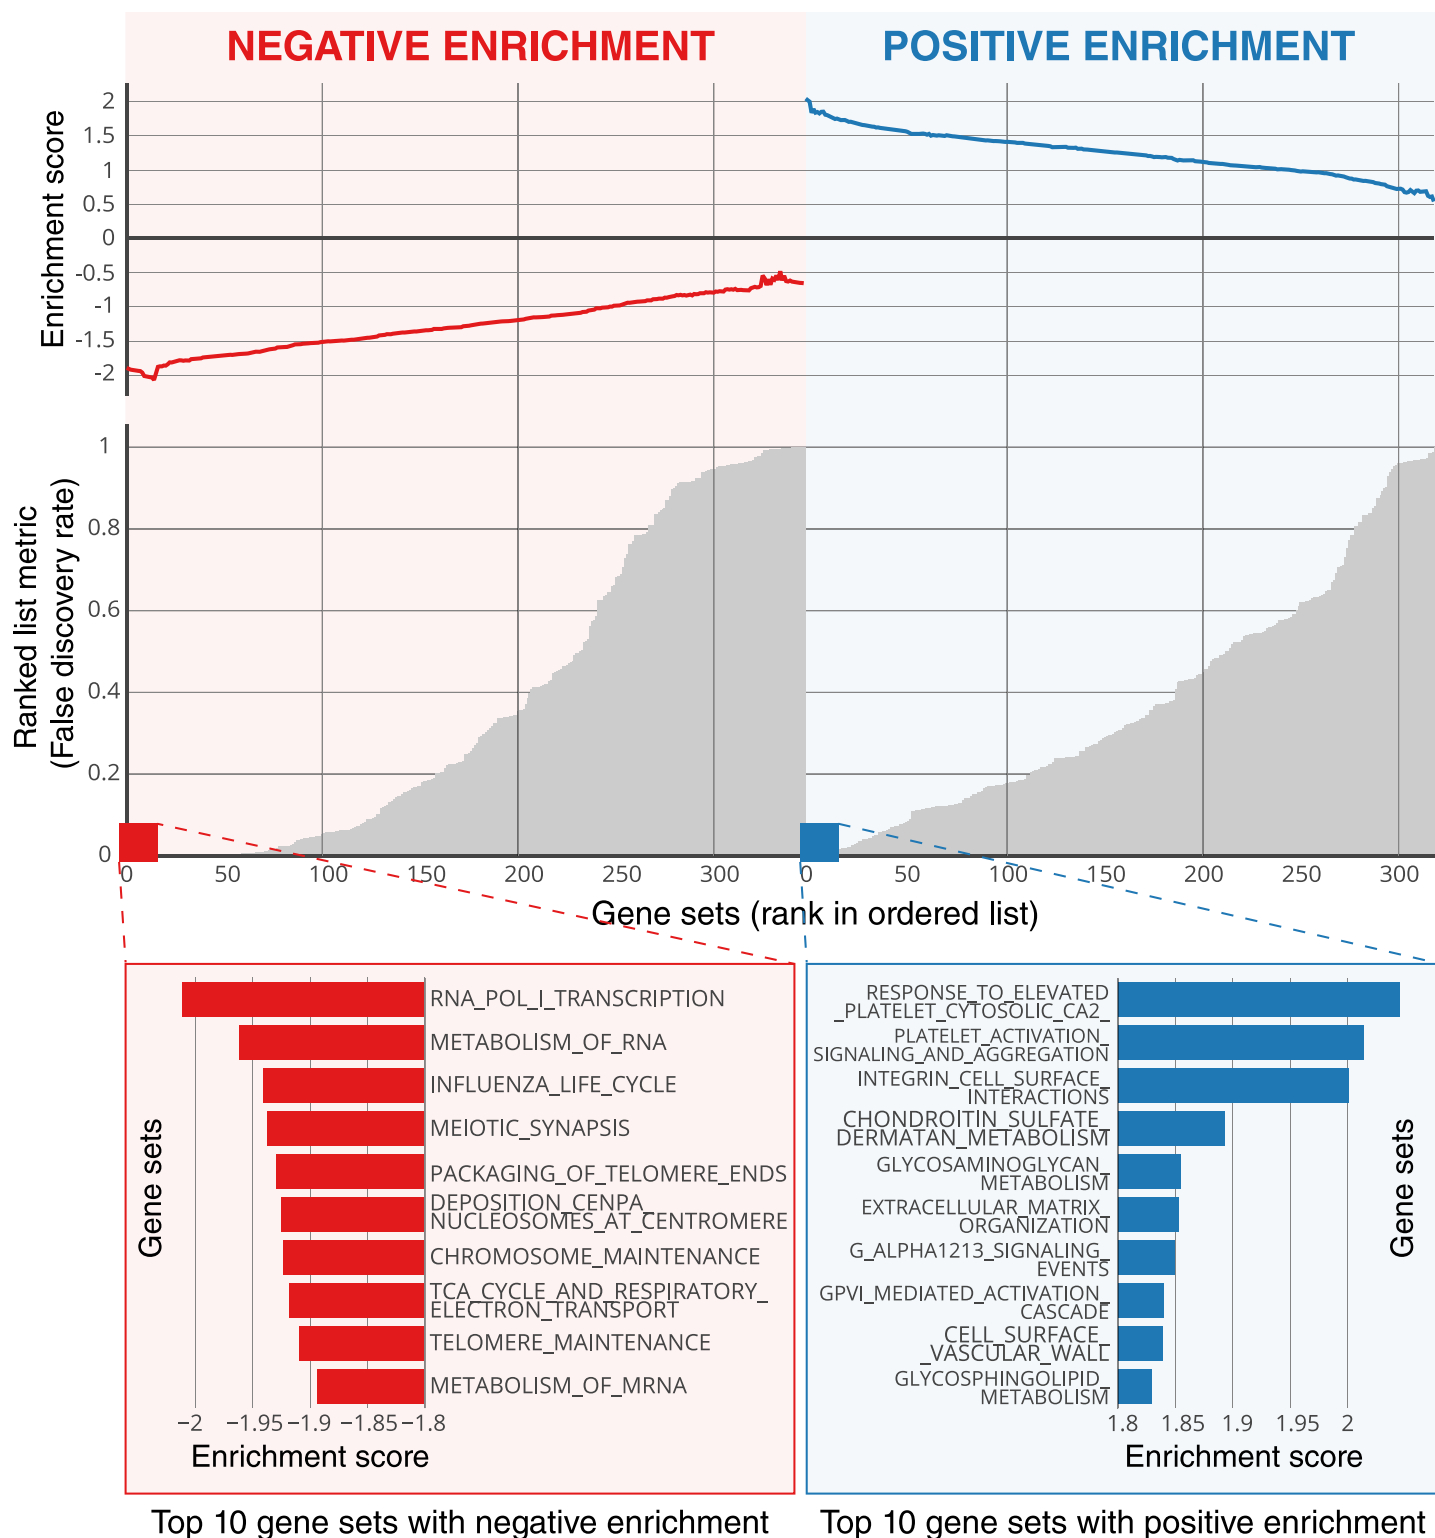 NEGATIVE ENRICHMENT
POSITIVE ENRICHMENT
Enrichment score
2
1.5
1
0.5
0
-0.5
-1
-1.5
-2
Ranked list metric
(False discovery rate)
1
0.8
0.6
0.4
0.2
0
0 50 100 150 200 250 300
0 50 100 150 200 250 300
Gene sets (rank in ordered list)
Gene sets
RNA_POL_I_TRANSCRIPTION
METABOLISM_OF_RNA
INFLUENZA_LIFE_CYCLE
MEIOTIC_SYNAPSIS
PACKAGING_OF_TELOMERE_ENDS
DEPOSITION_CENPA_
NUCLEOSOMES_AT_CENTROMERE
CHROMOSOME_MAINTENANCE
TCA_CYCLE_AND_RESPIRATORY_
ELECTRON_TRANSPORT
TELOMERE_MAINTENANCE
METABOLISM_OF_MRNA
−2 −1.95 −1.9 −1.85 −1.8
Enrichment score
Top 10 gene sets with negative enrichment
RESPONSE_TO_ELEVATED
_PLATELET_CYTOSOLIC_CA2_
PLATELET_ACTIVATION_
SIGNALING_AND_AGGREGATION
INTEGRIN_CELL_SURFACE_
INTERACTIONS
CHONDROITIN_SULFATE_
DERMATAN_METABOLISM
GLYCOSAMINOGLYCAN_
METABOLISM
EXTRACELLULAR_MATRIX_
ORGANIZATION
G_ALPHA1213_SIGNALING_
EVENTS
GPVI_MEDIATED_ACTIVATION_
CASCADE
CELL_SURFACE_
_VASCULAR_WALL
GLYCOSPHINGOLIPID_
METABOLISM
Gene sets
1.8 1.85 1.9 1.95 2
Enrichment score
Top 10 gene sets with positive enrichment